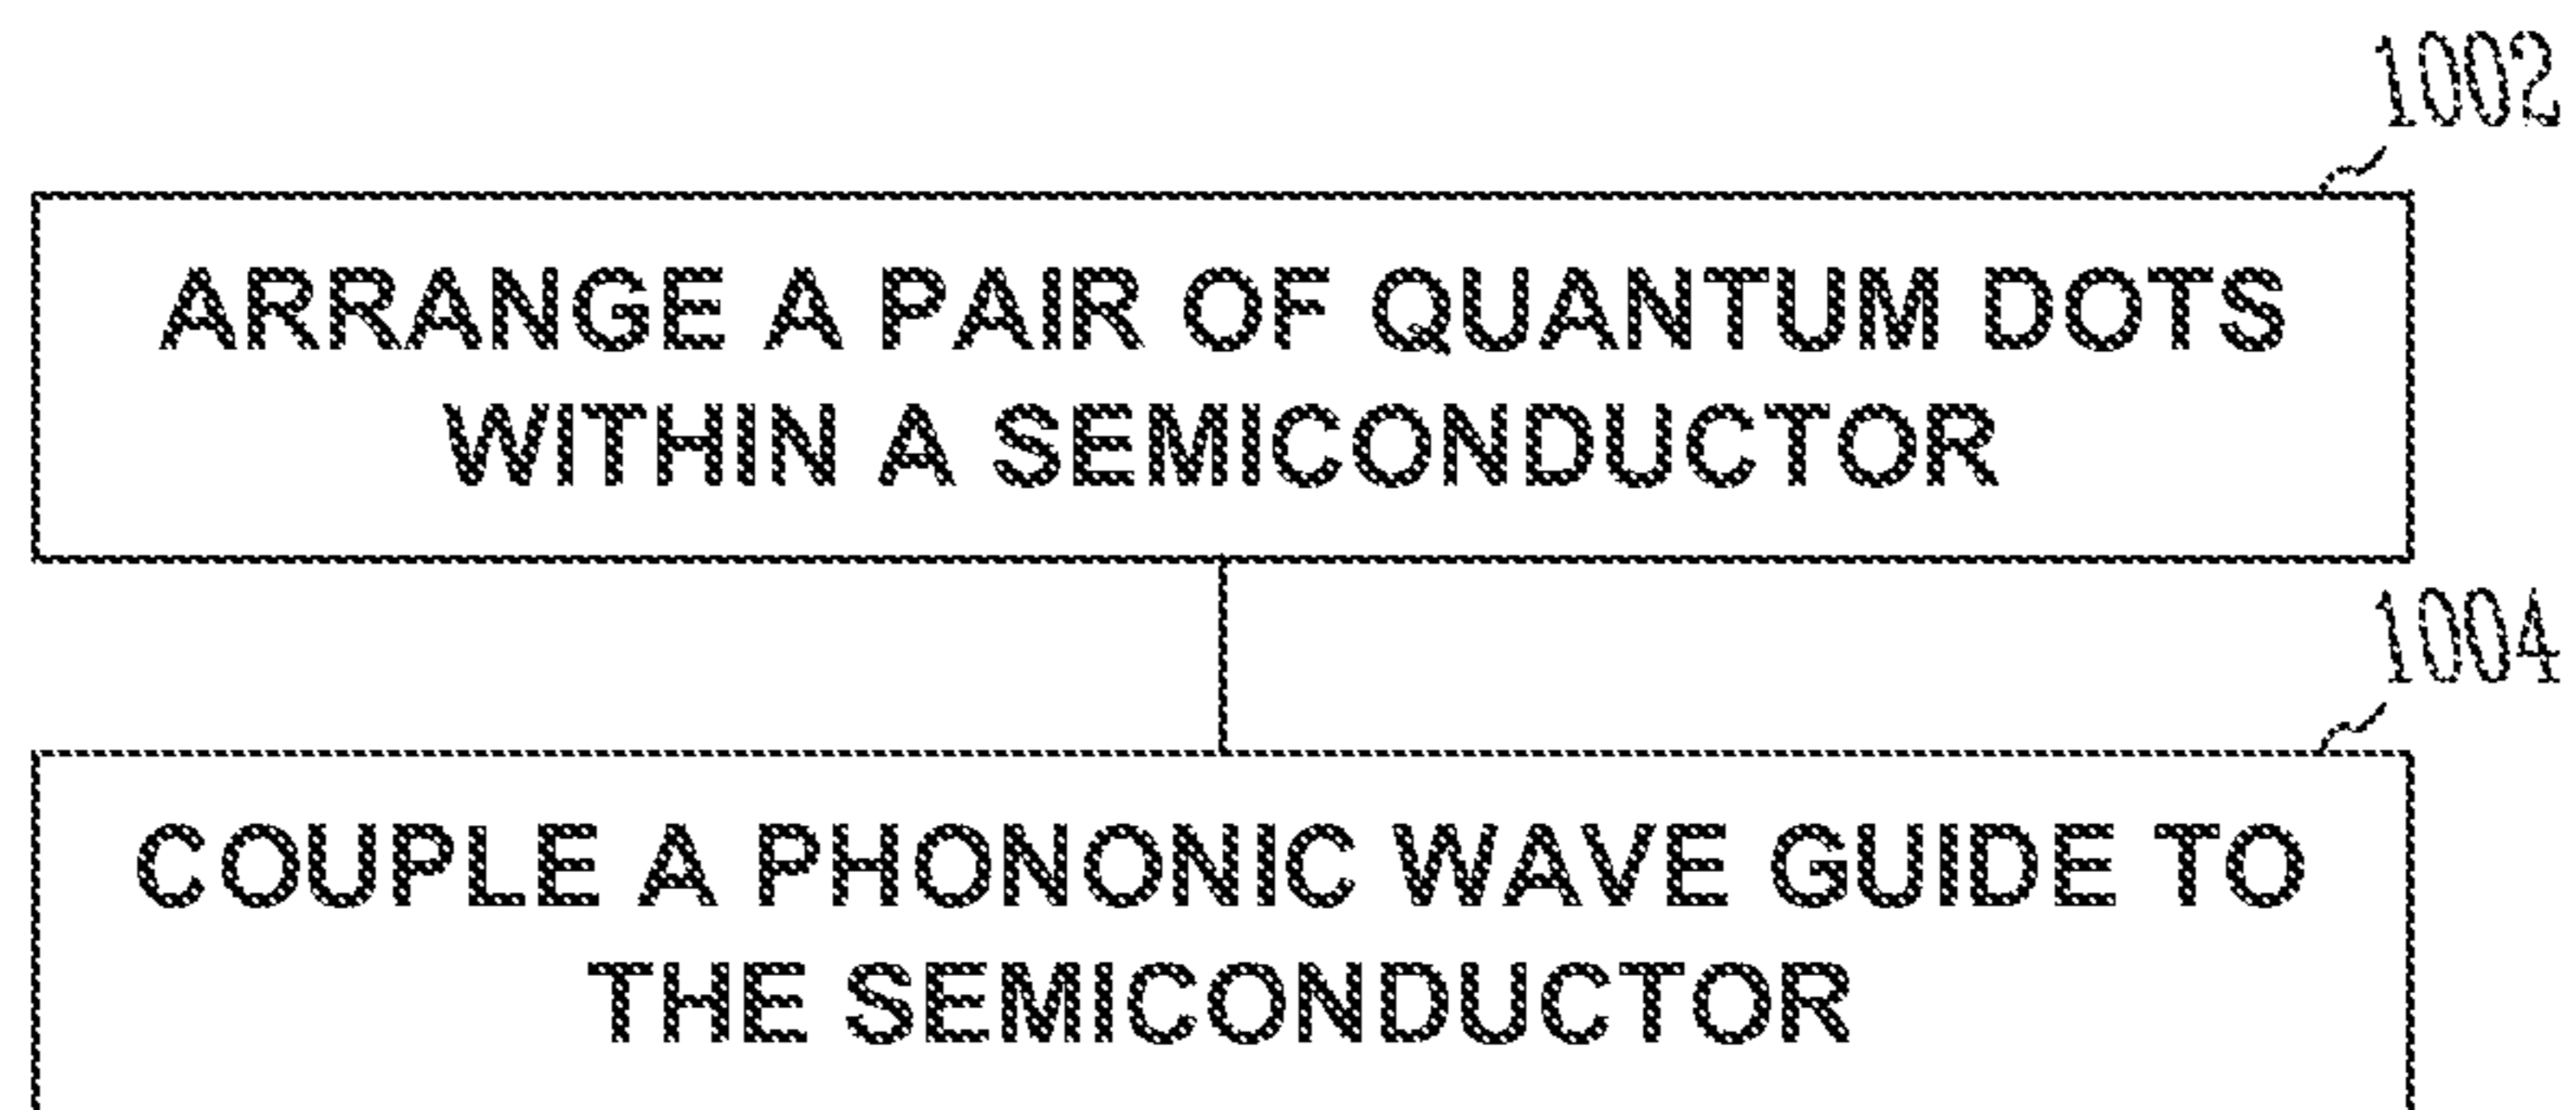 1002
ARRANGE A PAIR OF QUANTUM DOTS
WITHIN A SEMICONDUCTOR
1004
COUPLE A PHONONIC WAVE GUIDE TO
THE SEMICONDUCTOR